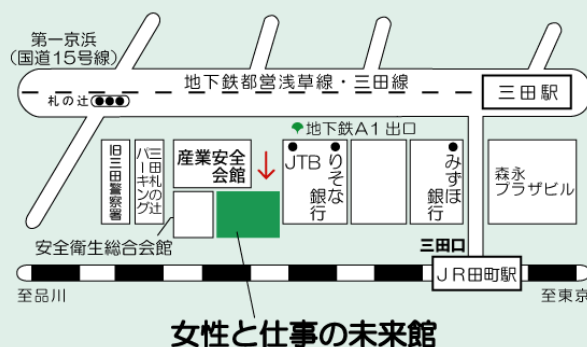 第一京浜
(国道15号線)
地下鉄都営浅草線・三田線
三田駅
札の辻
地下鉄A1出口
旧三田警察署
三田札の辻
パーキング
産業安全
会館
JTB
りそな
銀行
みずほ
銀行
森永
プラザビル
安全衛生総合会館
三田口
JR田町駅
至品川
至東京
女性と仕事の未来館